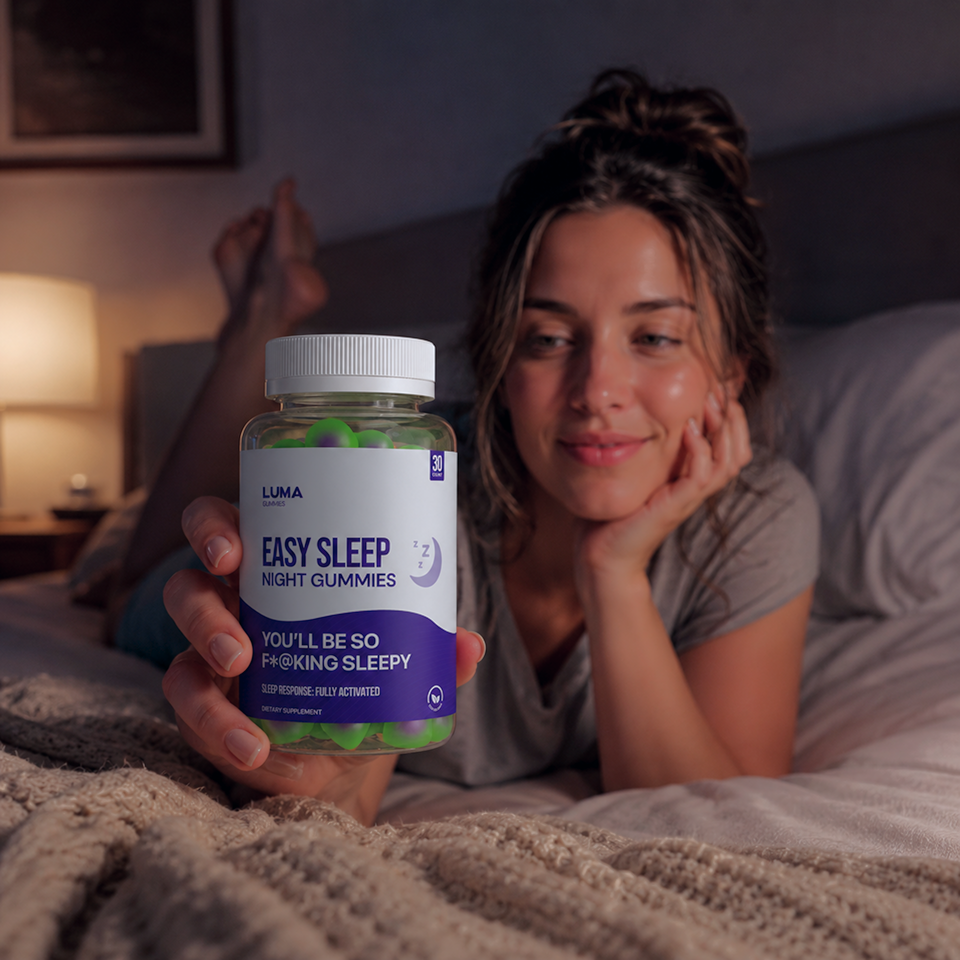 30
COUNT
LUMA
GUMMIES
EASY SLEEP
NIGHT GUMMIES
z
Z
z
YOU'LL BE SO
F*@KING SLEEPY
SLEEP RESPONSE: FULLY ACTIVATED
DIETARY SUPPLEMENT